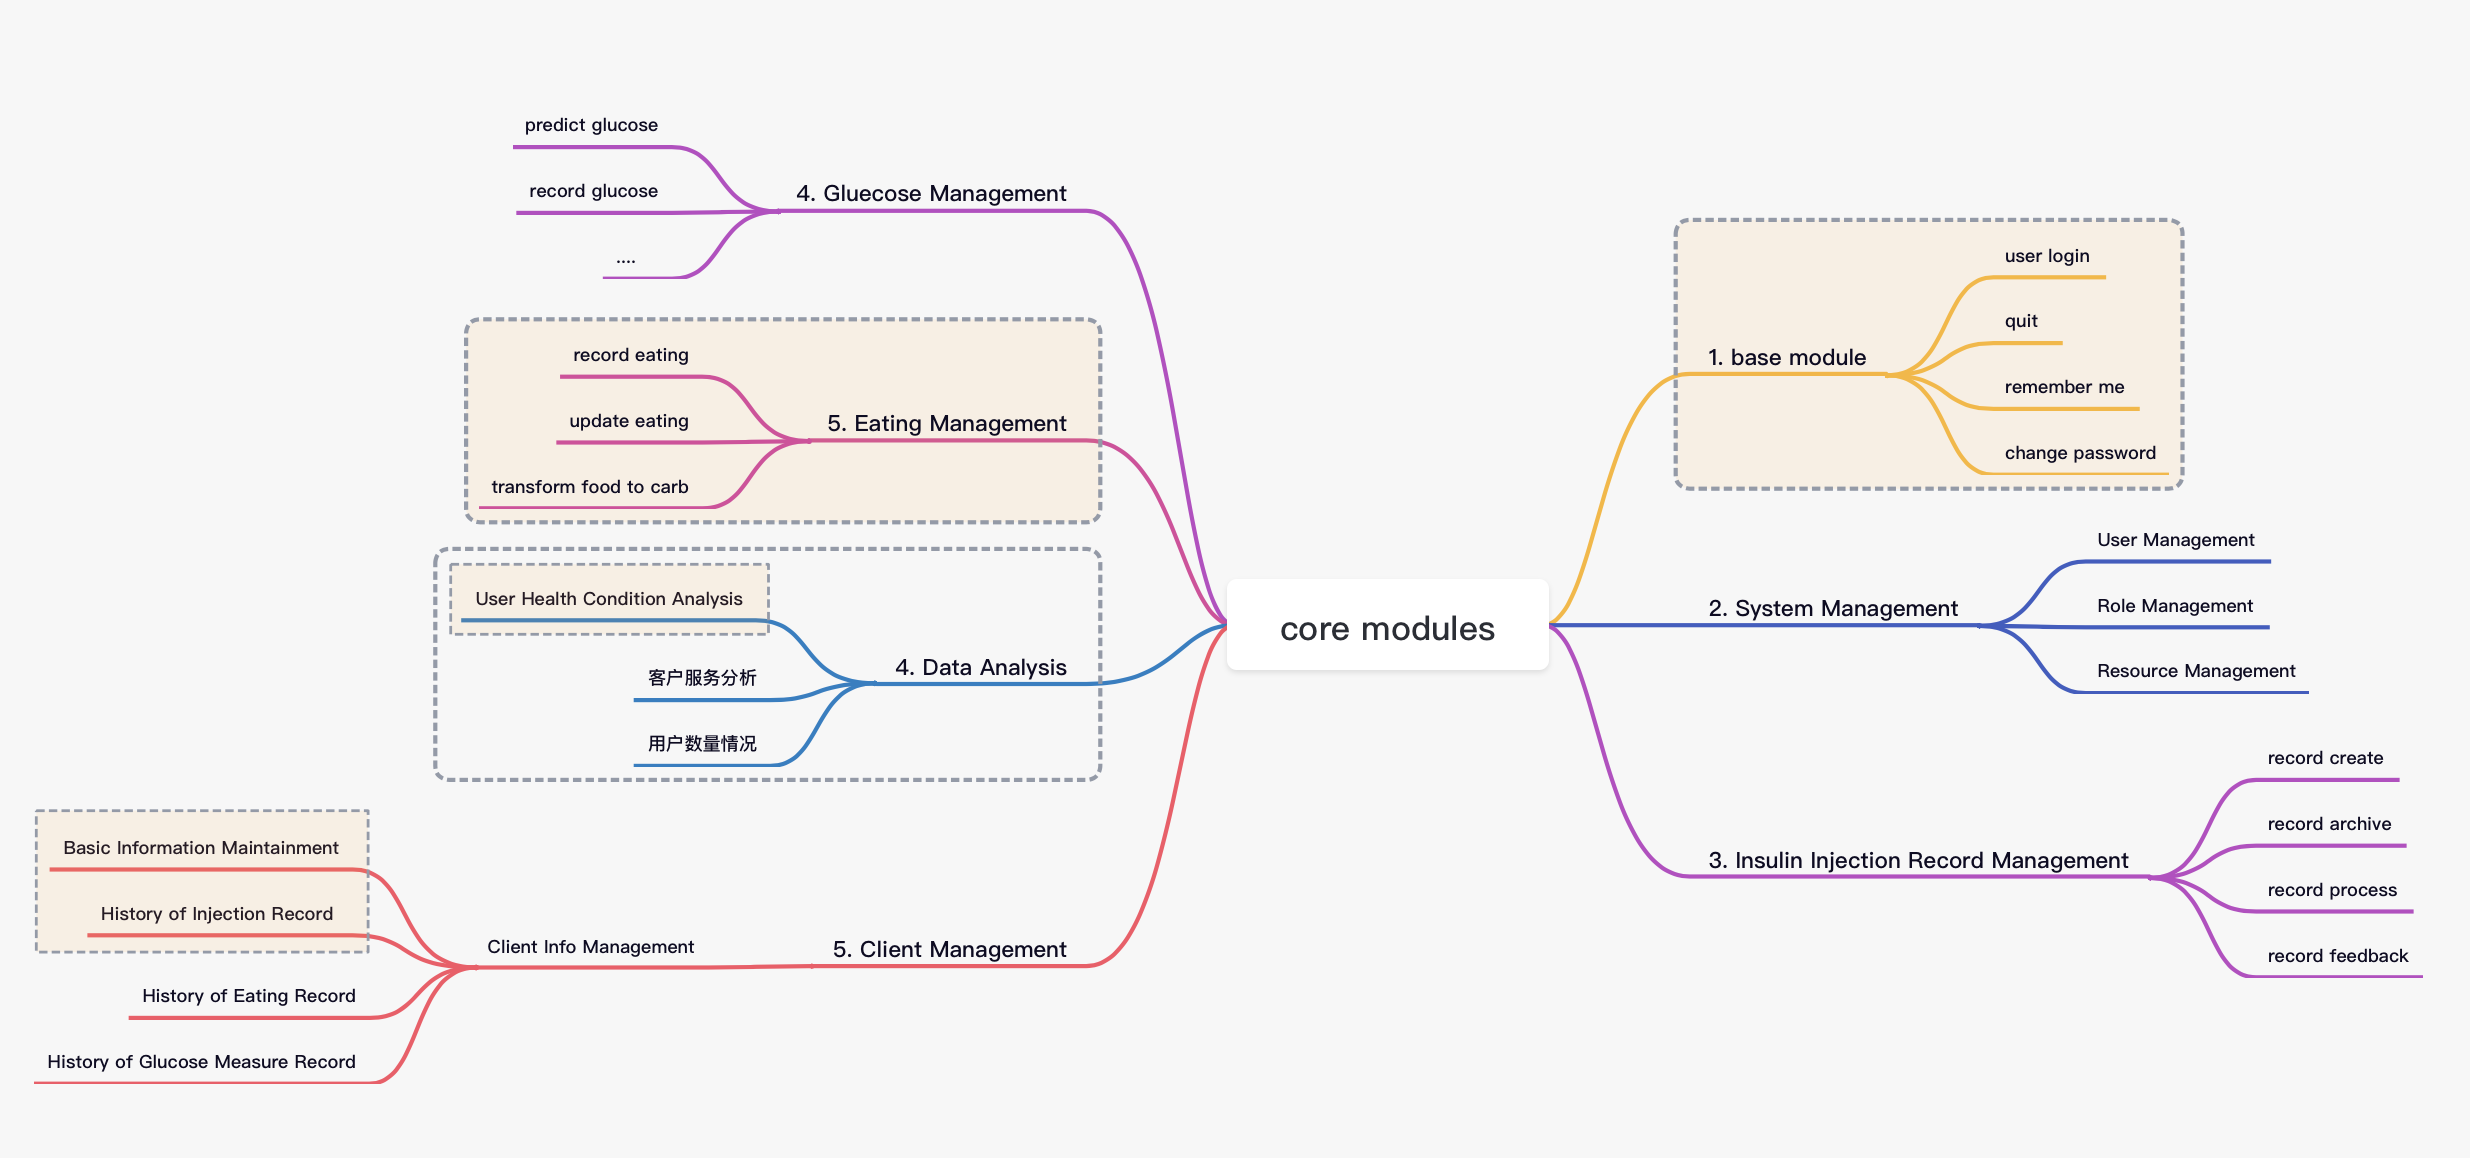 core modules
1. base module
user login
quit
remember me
change password
2. System Management
User Management
Role Management
Resource Management
3. Insulin Injection Record Management
record create
record archive
record process
record feedback
4. Gluecose Management
predict glucose
record glucose
....
5. Eating Management
record eating
update eating
transform food to carb
4. Data Analysis
User Health Condition Analysis
客户服务分析
用户数量情况
5. Client Management
Client Info Management
Basic Information Maintainment
History of Injection Record
History of Eating Record
History of Glucose Measure Record